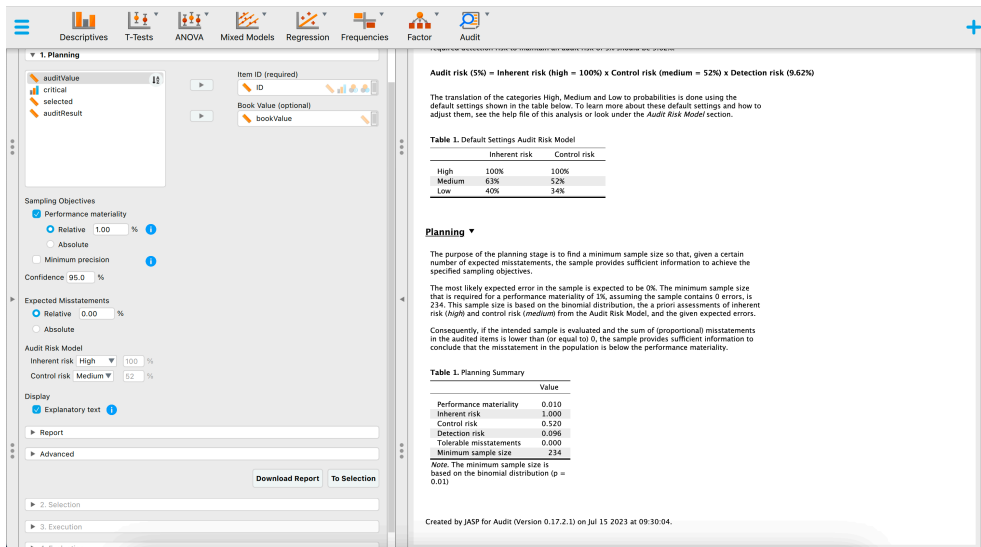 Descriptives
T-Tests
ANOVA
Mixed Models
Regression
Frequencies
Factor
Audit
1. Planning
auditValue
critical
selected
auditResult
Item ID (required)
ID
Book Value (optional)
bookValue
Sampling Objectives
Performance materiality
Relative 1.00 %
Absolute
Minimum precision
Confidence 95.0 %
Expected Misstatements
Relative 0.00 %
Absolute
Audit Risk Model
Inherent risk High 100 %
Control risk Medium 52 %
Display
Explanatory text
Report
Advanced
Download Report To Selection
2. Selection
3. Execution
Audit risk (5%) = Inherent risk (high = 100%) x Control risk (medium = 52%) x Detection risk (9.62%)
The translation of the categories High, Medium and Low to probabilities is done using the
default settings shown in the table below. To learn more about these default settings and how to
adjust them, see the help file of this analysis or look under the Audit Risk Model section.
Table 1. Default Settings Audit Risk Model
Inherent risk Control risk
High 100% 100%
Medium 63% 52%
Low 40% 34%
Planning
The purpose of the planning stage is to find a minimum sample size so that, given a certain
number of expected misstatements, the sample provides sufficient information to achieve the
specified sampling objectives.
The most likely expected error in the sample is expected to be 0%. The minimum sample size
that is required for a performance materiality of 1%, assuming the sample contains 0 errors, is
234. This sample size is based on the binomial distribution, the a priori assessments of inherent
risk (high) and control risk (medium) from the Audit Risk Model, and the given expected errors.
Consequently, if the intended sample is evaluated and the sum of (proportional) misstatements
in the audited items is lower than (or equal to) 0, the sample provides sufficient information to
conclude that the misstatement in the population is below the performance materiality.
Table 1. Planning Summary
Value
Performance materiality 0.010
Inherent risk 1.000
Control risk 0.520
Detection risk 0.096
Tolerable misstatements 0.000
Minimum sample size 234
Note. The minimum sample size is
based on the binomial distribution (p =
0.01)
Created by JASP for Audit (Version 0.17.2.1) on Jul 15 2023 at 09:30:04.